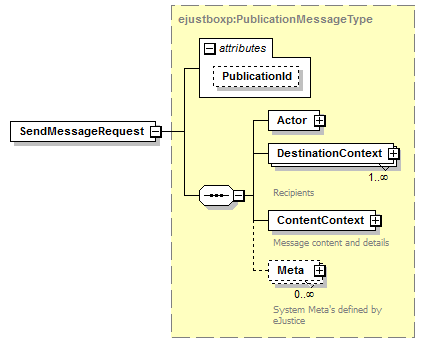 ejustboxp:PublicationMessageType
attributes
PublicationId
SendMessageRequest
Actor
DestinationContext
1..∞
Recipients
ContentContext
Message content and details
Meta
0..∞
System Meta's defined by
eJustice